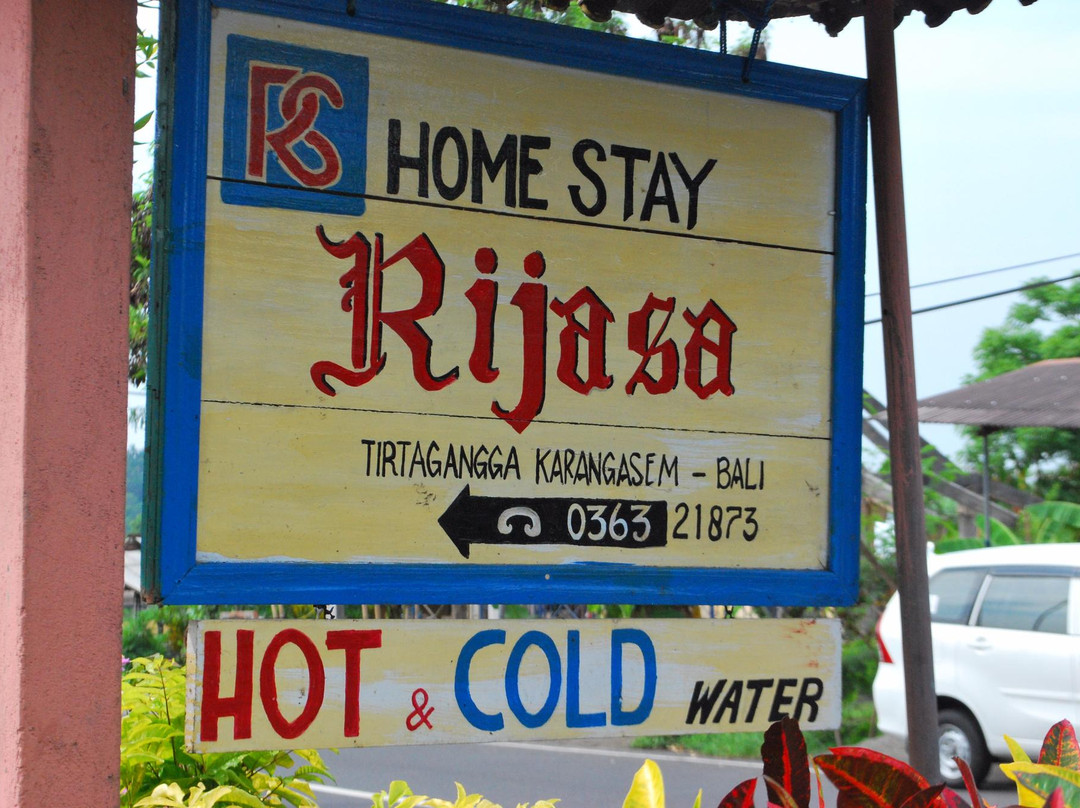 RS
HOME STAY
Rijasa
TIRTAGANGGA KARANGASEM - BALI
0363 21873
HOT & COLD WATER